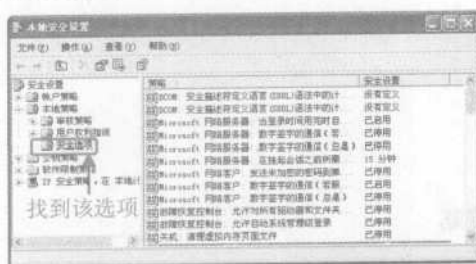 本地安全设置
文件(F) 操作(A) 查看(V) 帮助(H)
安全设置
帐户策略
本地策略
审核策略
用户权利指派
安全选项
公钥策略
软件限制策略
IP 安全策略,在 本地计
找到该选项
策略 安全设置
DCOM: 安全描述符定义语言(SDDL)语法中的计 没有定义
DCOM: 安全描述符定义语言(SDDL)语法中的计 没有定义
Microsoft 网络服务器: 当登录时间用完时自 已启用
Microsoft 网络服务器: 数字签字的通信(若 已停用
Microsoft 网络服务器: 数字签字的通信(总是) 已停用
Microsoft 网络服务器: 在挂起会话之前所需 15 分钟
Microsoft 网络客户: 发送未加密的密码到第 已停用
Microsoft 网络客户: 数字签字的通信(若服 已启用
Microsoft 网络客户: 数字签字的通信(总是) 已停用
故障恢复控制台: 允许对所有驱动器和文件夹 已停用
故障恢复控制台: 允许自动系统管理级登录 已停用
关机: 清理虚拟内存页面文件 已停用